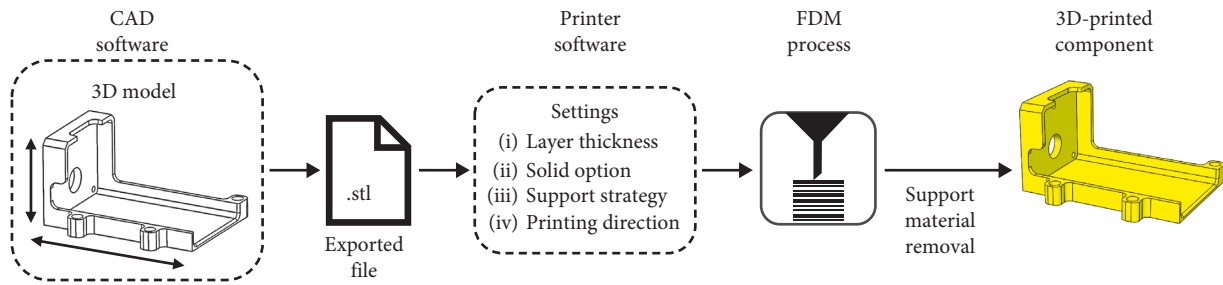 CAD
software
3D model
.stl
Exported
file
Printer
software
Settings
(i) Layer thickness
(ii) Solid option
(iii) Support strategy
(iv) Printing direction
FDM
process
Support
material
removal
3D-printed
component